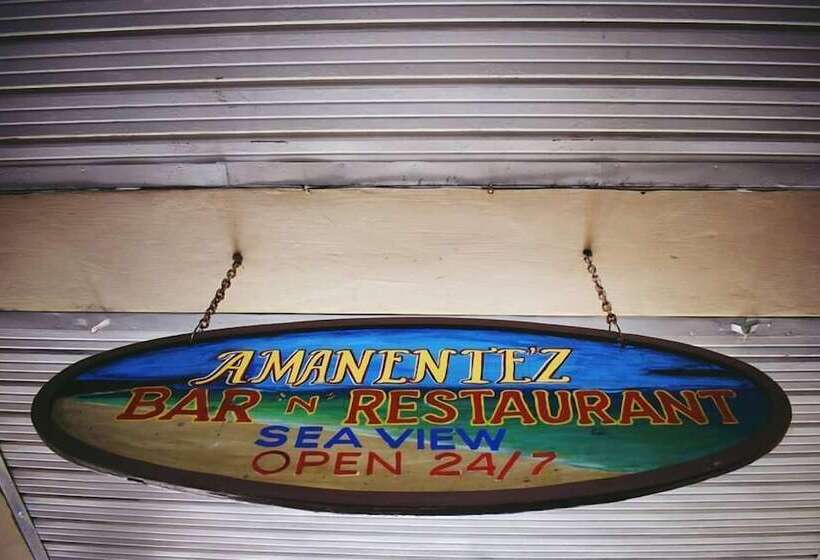 AMANENTE'Z
BAR 'N' RESTAURANT
SEA VIEW
OPEN 24/7